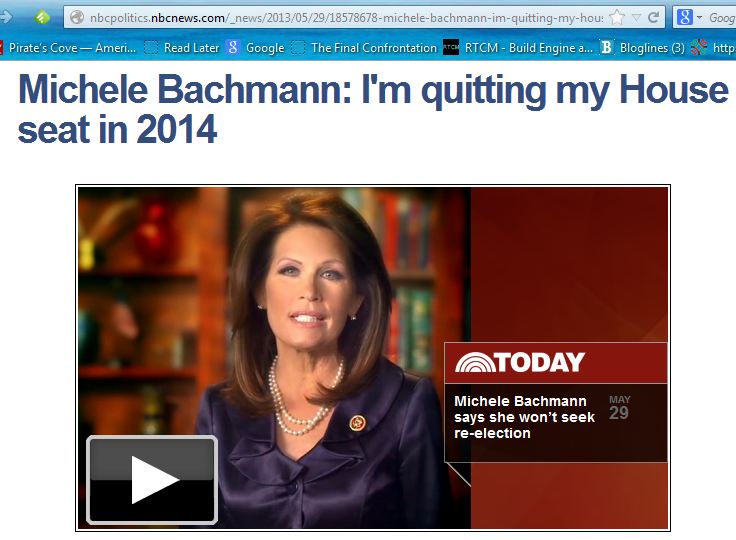 nbcpolitics.nbcnews.com/_news/2013/05/29/18578678-michele-bachmann-im-quitting-my-hous
Goog
Pirate's Cove — Ameri... Read Later Google The Final Confrontation RTCM RTCM - Build Engine a... B Bloglines (3) http
Michele Bachmann: I'm quitting my House
seat in 2014
TODAY
Michele Bachmann
says she won't seek
re-election
MAY
29